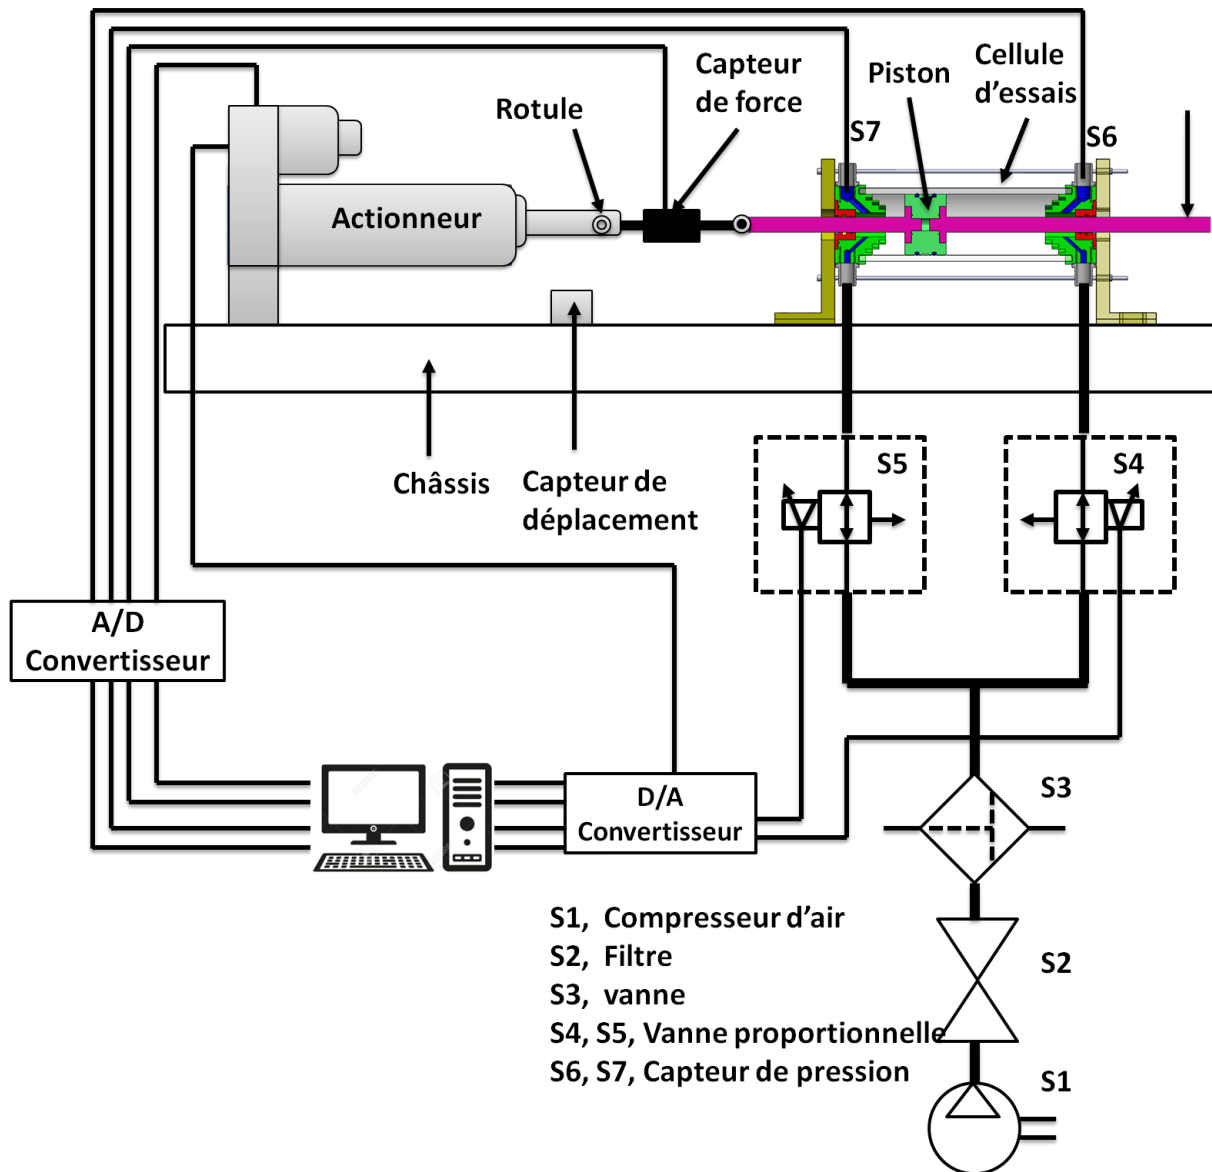 Capteur
de force
Piston
Cellule
d'essais
Rotule
S7
S6
Actionneur
Châssis
Capteur de
déplacement
S5
S4
A/D
Convertisseur
D/A
Convertisseur
S3
S1, Compresseur d'air
S2, Filtre
S3, vanne
S4, S5, Vanne proportionnelle
S6, S7, Capteur de pression
S2
S1